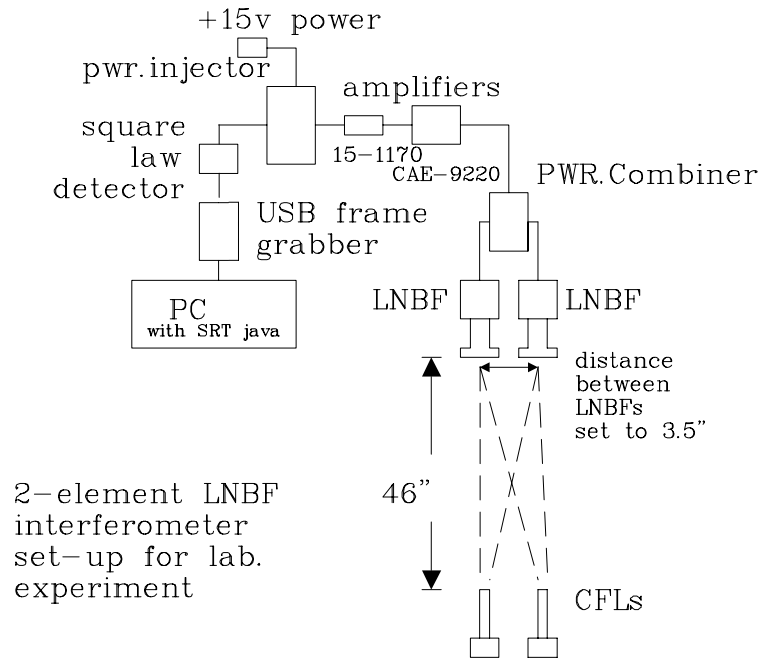 +15v power
pwr.injector
amplifiers
square
law
detector
15-1170
CAE-9220
PWR.Combiner
USB frame
grabber
PC
with SRT java
LNBF
LNBF
distance
between
LNBFs
set to 3.5"
46"
2-element LNBF
interferometer
set-up for lab.
experiment
CFLs